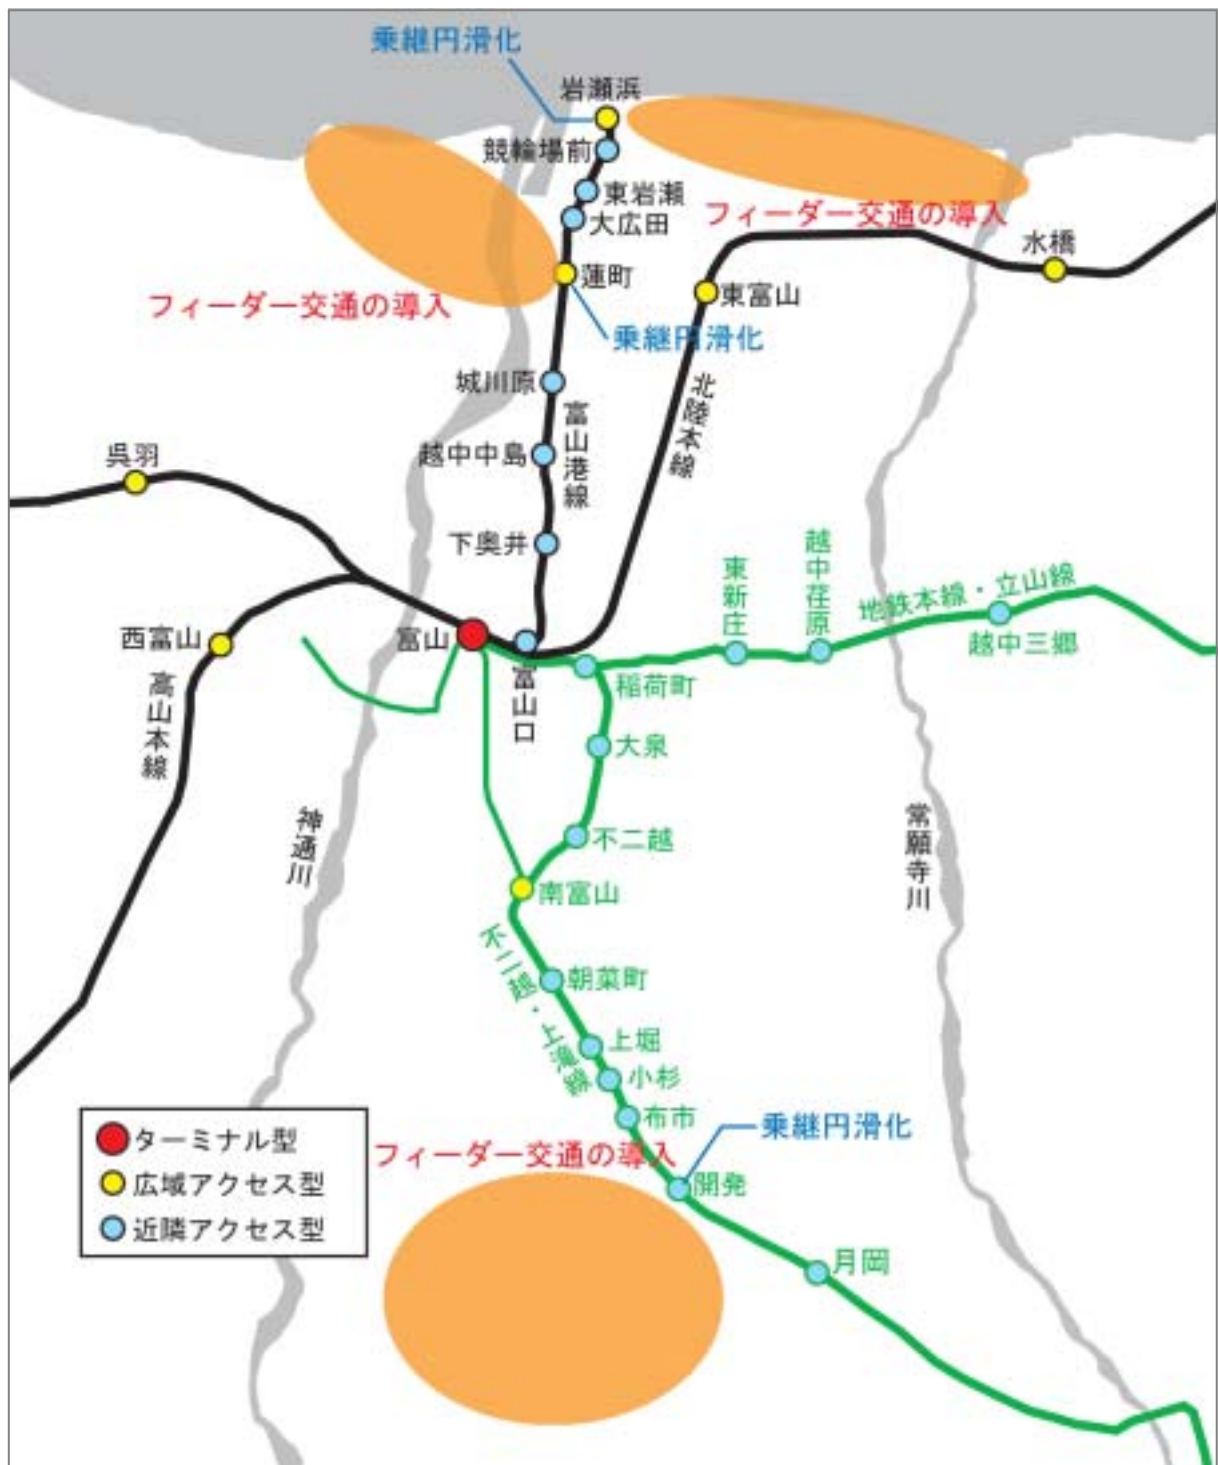 乗継円滑化
岩瀬浜
競輪場前
東岩瀬
大広田
フィーダー交通の導入
水橋
蓮町
東富山
フィーダー交通の導入
乗継円滑化
城川原
北陸本線
富山港線
越中中島
呉羽
下奥井
東新庄
越中荏原
地鉄本線・立山線
越中三郷
西富山
富山
富山口
稲荷町
高山本線
大泉
神通川
常願寺川
不二越
南富山
不二越・上滝線
朝菜町
上堀
小杉
布市
乗継円滑化
ターミナル型
広域アクセス型
近隣アクセス型
フィーダー交通の導入
開発
月岡